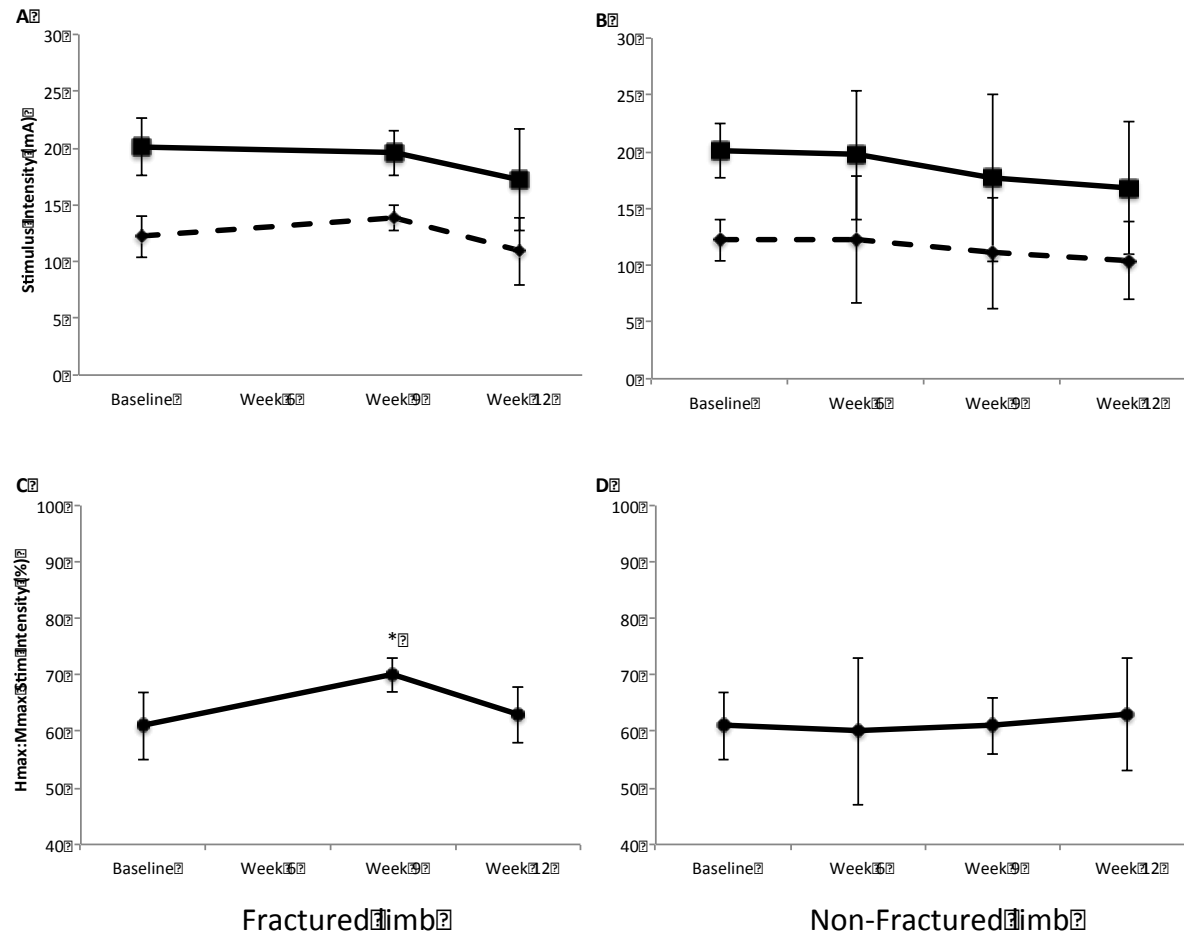 A
30
25
20
15
10
5
0
Stimulus Intensity (mA)
Baseline
Week 6
Week 9
Week 12
B
30
25
20
15
10
5
0
Baseline
Week 6
Week 9
Week 12
C
100
90
80
70
60
50
40
Hmax:Mmax Stim Intensity (%)
*
Baseline
Week 6
Week 9
Week 12
Fractured limb
D
100
90
80
70
60
50
40
Baseline
Week 6
Week 9
Week 12
Non-Fractured limb